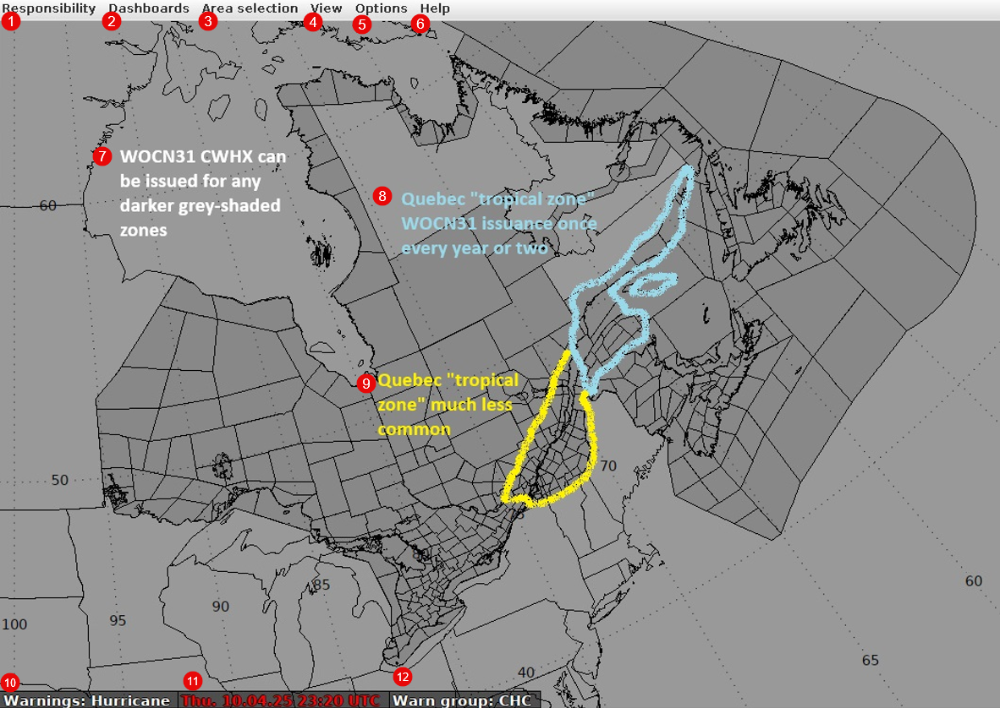 Responsibility Dashboards Area selection View Options Help
1 2 3 4 5 6
7 WOCN31 CWHX can
be issued for any
darker grey-shaded
zones
8 Quebec "tropical zone"
WOCN31 issuance once
every year or two
60
9 Quebec "tropical
zone" much less
common
50
70
85
60
90
95
100
65
40
10 11 12
Warnings: Hurricane Thu. 10.04.25 23:20 UTC Warn group: CHC